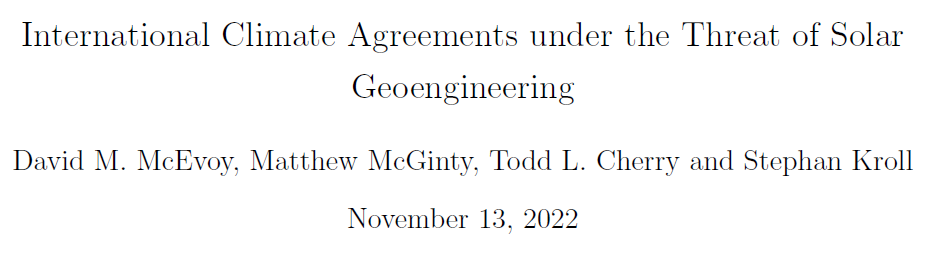 International Climate Agreements under the Threat of Solar
Geoengineering
David M. McEvoy, Matthew McGinty, Todd L. Cherry and Stephan Kroll
November 13, 2022